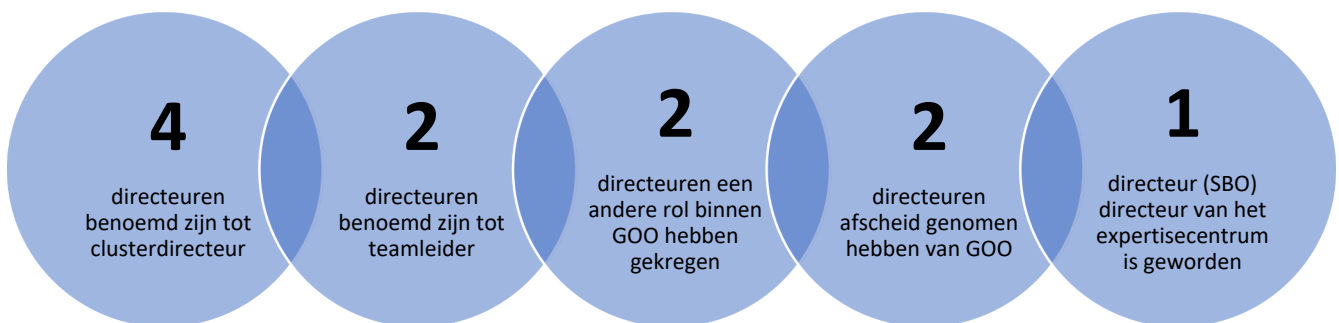 4
directeuren
benoemd zijn tot
clusterdirecteur
2
directeuren
benoemd zijn tot
teamleider
2
directeuren een
andere rol binnen
GOO hebben
gekregen
2
directeuren
afscheid genomen
hebben van GOO
1
directeur (SBO)
directeur van het
expertisecentrum
is geworden